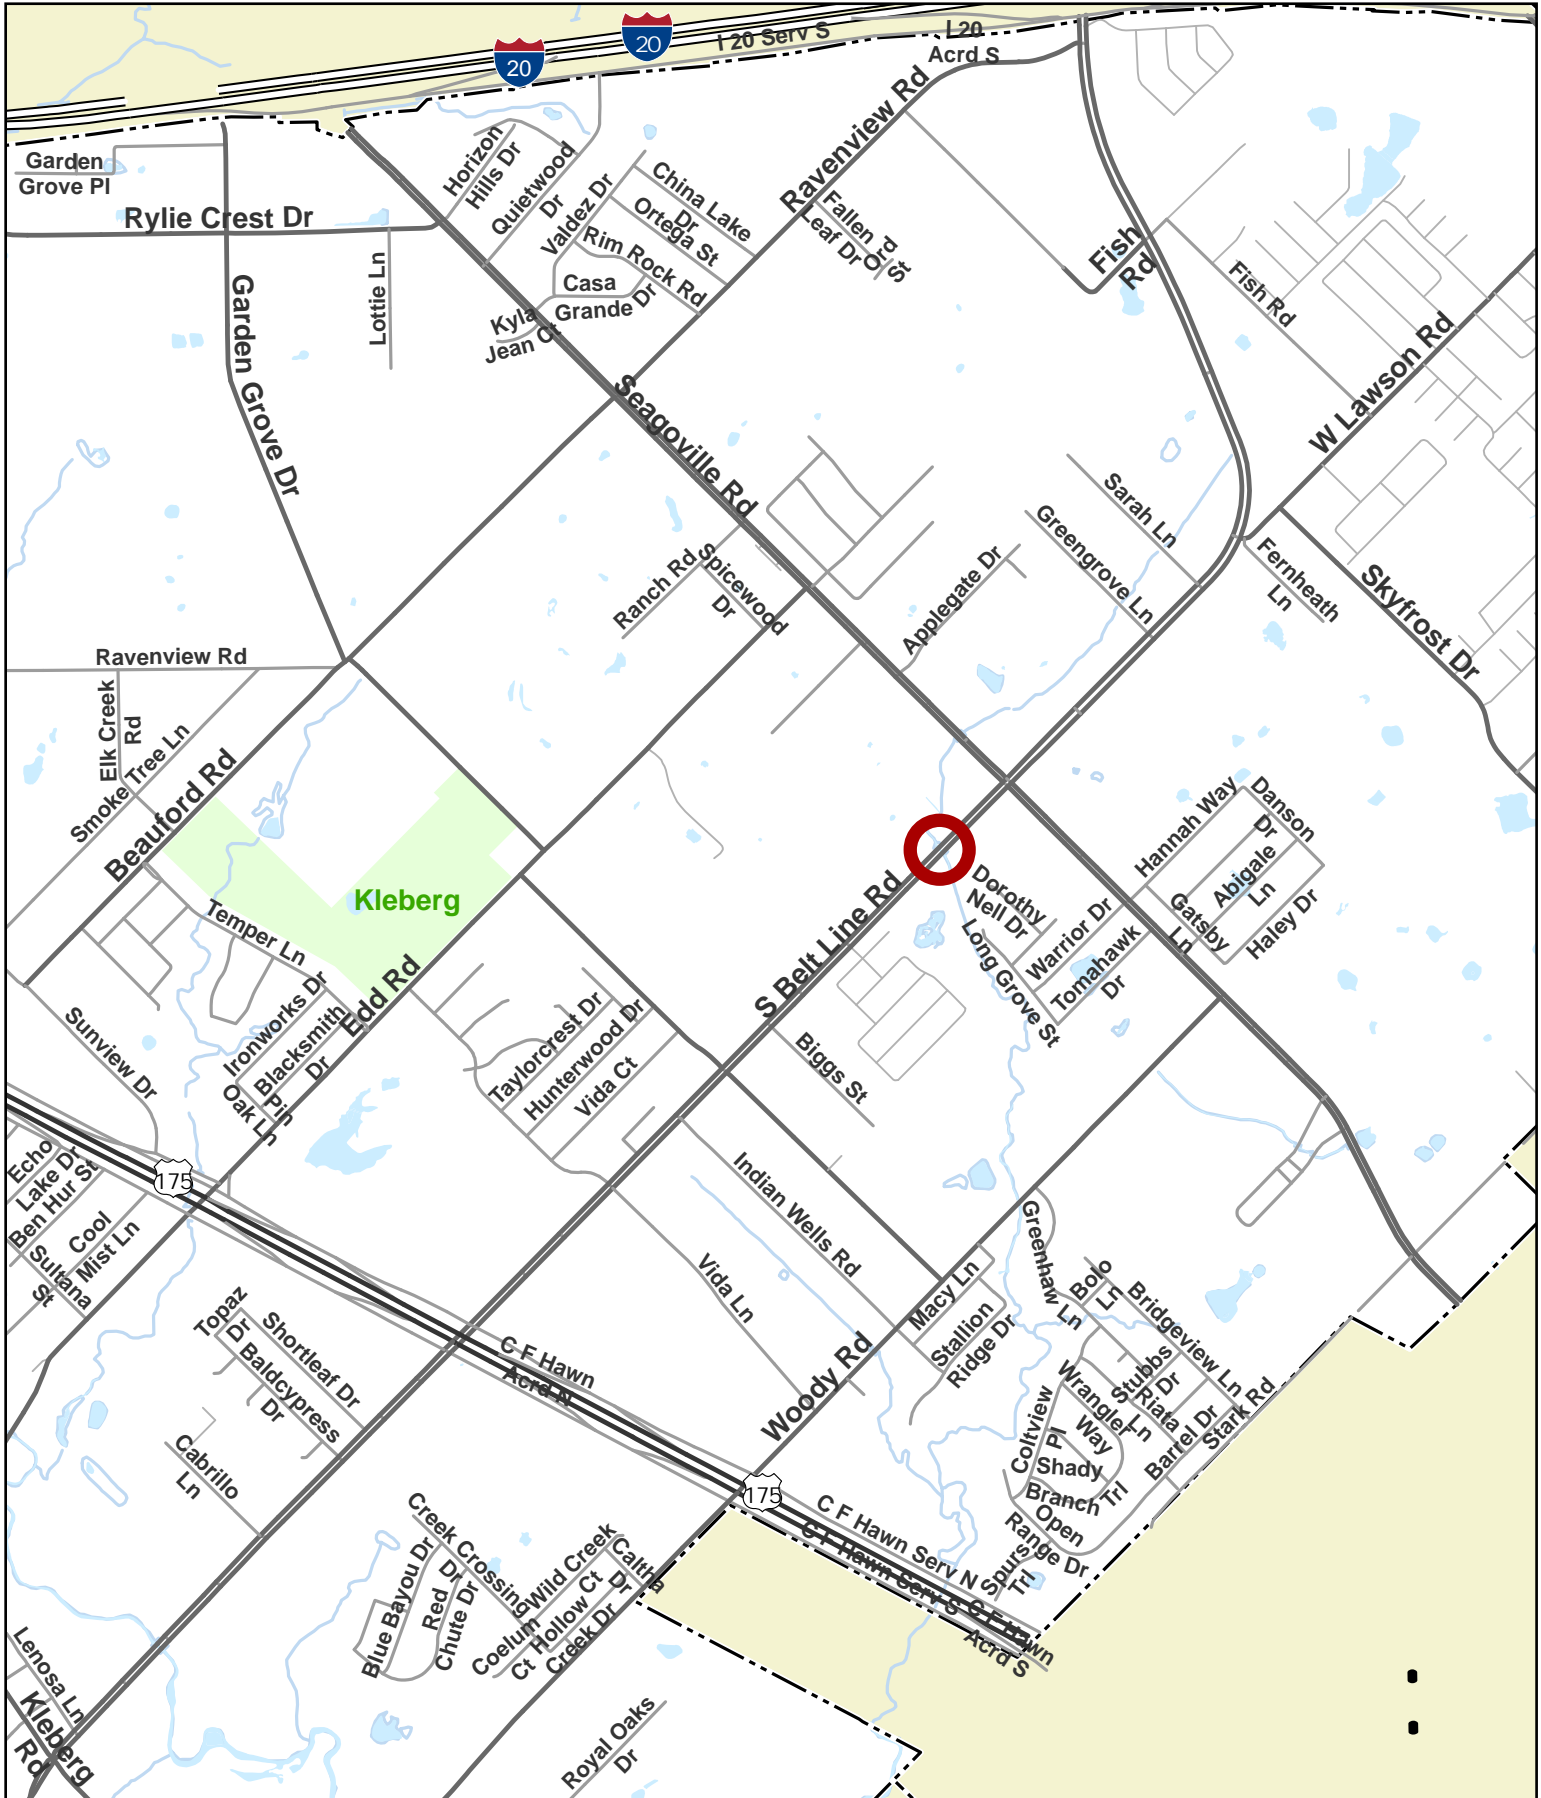 20
20
I 20 Serv S
I 20
Acrd S
Ravenview Rd
Garden
Grove Pl
Rylie Crest Dr
Horizon
Hills Dr
Quietwood
Dr
Valdez Dr
China Lake
Dr
Ortega St
Rim Rock Rd
Casa
Grande Dr
Kyla
Jean Ct
Lottie Ln
Garden Grove Dr
Fallen
Leaf Dr
Ord
St
Fish
Rd
Fish Rd
W Lawson Rd
Seagoville Rd
Sarah Ln
Greengrove Ln
Applegate Dr
Ranch Rd
Spicewood
Dr
Fernheath
Ln
Skyfrost Dr
Ravenview Rd
Elk Creek
Rd
Smoke Tree Ln
Beauford Rd
Kleberg
Temper Ln
Edd Rd
S Belt Line Rd
Dorothy
Nell Dr
Long Grove St
Warrior Dr
Tomahawk
Dr
Hannah Way
Danson
Dr
Abigale
Ln
Gatsby
Ln
Haley Dr
Sunview Dr
Ironworks Dr
Blacksmith
Dr
Pin
Oak Ln
Taylorcrest Dr
Hunterwood Dr
Vida Ct
Biggs St
Echo
Lake Dr
Ben Hur St
Cool
Mist Ln
Sultana
St
175
Indian Wells Rd
Vida Ln
Greenhaw
Ln
Bolo
Ln
Bridgeview Ln
Macy Ln
Stallion
Ridge Dr
Topaz
Dr
Shortleaf Dr
Baldcypress
Dr
Cabrillo
Ln
C F Hawn
Acrd N
Woody Rd
Stubbs
Dr
Wrangler
Way
Riata
Ln
Barrel Dr
Stark Rd
Coltview
Pl
Shady
Branch Trl
Open
Range Dr
Spurs
Trl
175
C F Hawn Serv N
C F Hawn Serv S
C F Hawn
Acrd S
Creek Crossing
Dr
Blue Bayou Dr
Red
Chute Dr
Wild Creek
Ct
Coelum
Ct
Hollow
Creek Dr
Caltha
Dr
Royal Oaks
Dr
Lenosa Ln
Kleberg
Rd